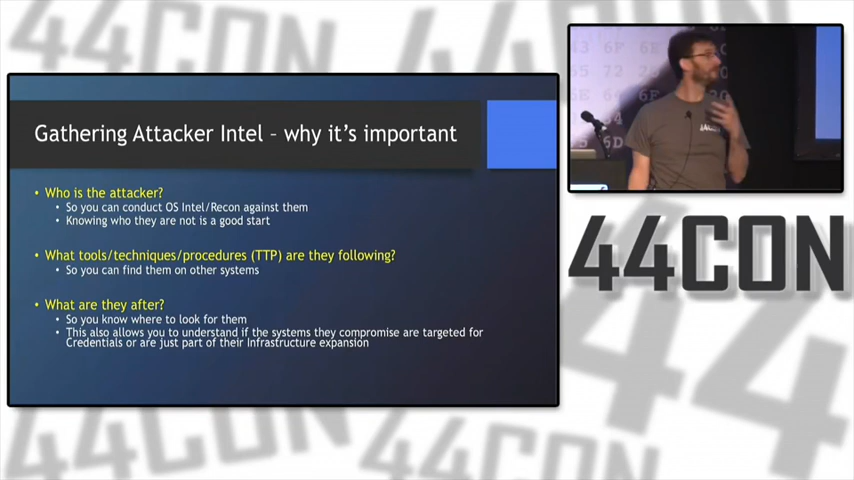 44CON
Gathering Attacker Intel – why it's important
• Who is the attacker?
• So you can conduct OS Intel/Recon against them
• Knowing who they are not is a good start
• What tools/techniques/procedures (TTP) are they following?
• So you can find them on other systems
• What are they after?
• So you know where to look for them
• This also allows you to understand if the systems they compromise are targeted for
Credentials or are just part of their Infrastructure expansion
44CON
44CON
44CON